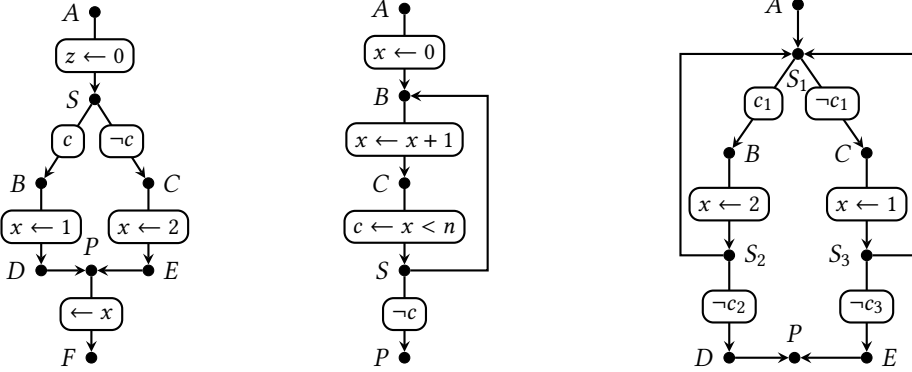 A
z ← 0
S
c
¬c
B
C
x ← 1
x ← 2
P
D
E
← x
F
A
x ← 0
B
x ← x + 1
C
c ← x < n
S
¬c
P
A
S₁
c₁
¬c₁
B
C
x ← 2
x ← 1
S₂
S₃
¬c₂
¬c₃
P
D
E